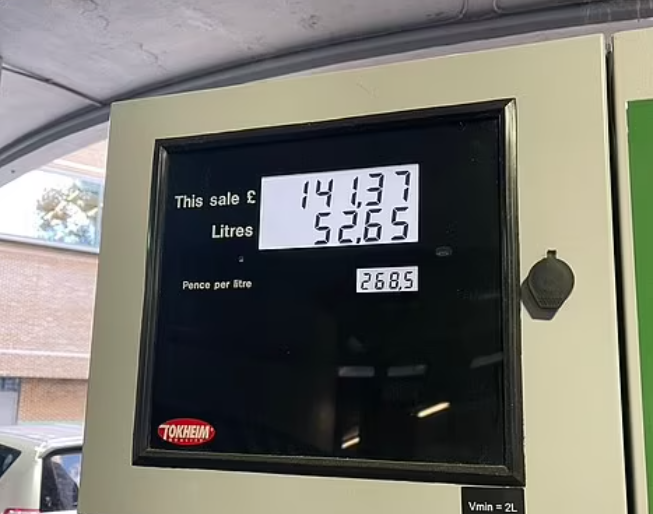 This sale £ 141,37
Litres 52,65
Pence per litre 268,5
TOKHEIM
Vmin = 2L